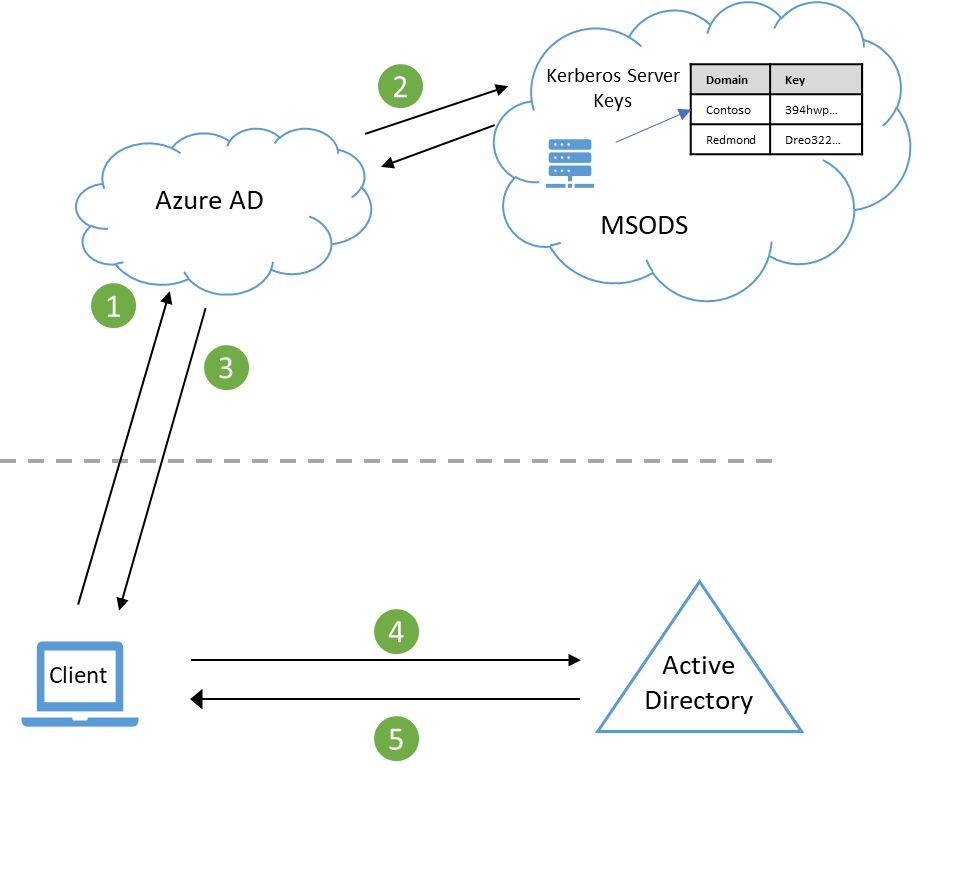 2
Kerberos Server
Keys
Domain Key
Contoso 394hwp...
Redmond Dreo322...
Azure AD
MSODS
1
3
Client
4
Active
Directory
5